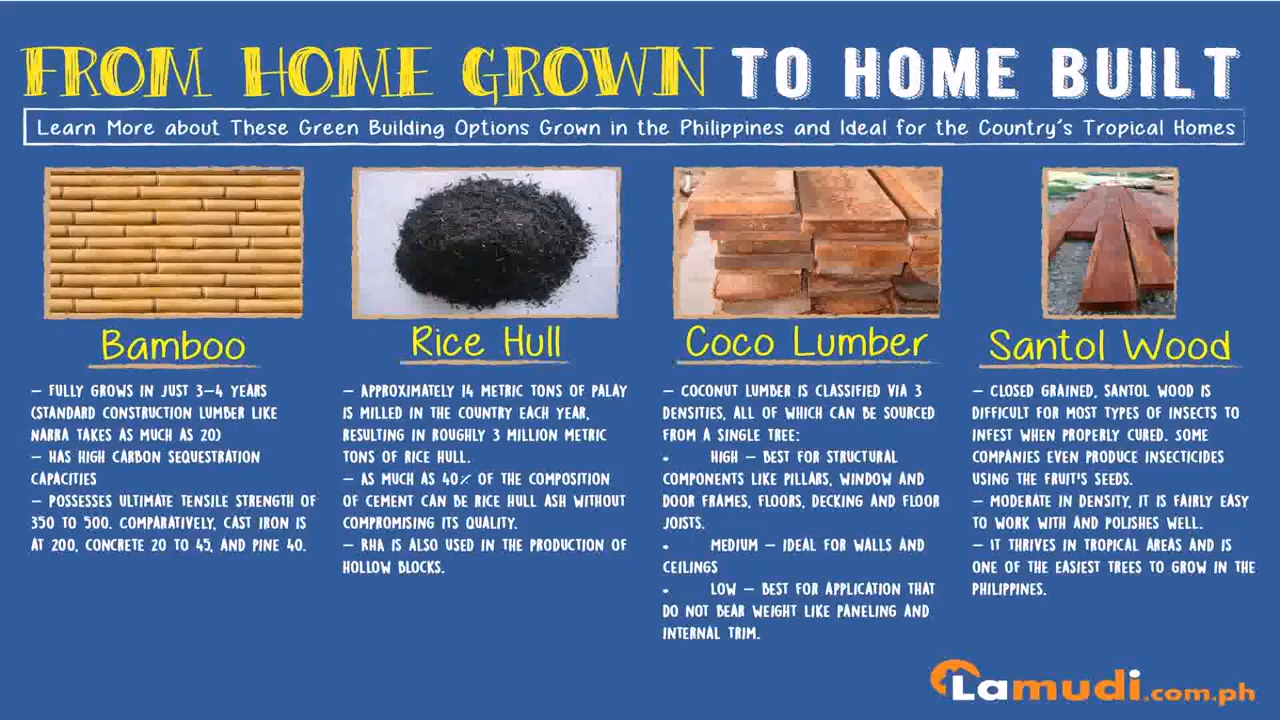 FROM HOME GROWN TO HOME BUILT
Learn More about These Green Building Options Grown in the Philippines and Ideal for the Country's Tropical Homes
Bamboo
– FULLY GROWS IN JUST 3–4 YEARS
(STANDARD CONSTRUCTION LUMBER LIKE
NARRA TAKES AS MUCH AS 20)
– HAS HIGH CARBON SEQUESTRATION
CAPACITIES
– POSSESSES ULTIMATE TENSILE STRENGTH OF
350 TO 500. COMPARATIVELY, CAST IRON IS
AT 200, CONCRETE 20 TO 45, AND PINE 40.
Rice Hull
– APPROXIMATELY 14 METRIC TONS OF PALAY
IS MILLED IN THE COUNTRY EACH YEAR,
RESULTING IN ROUGHLY 3 MILLION METRIC
TONS OF RICE HULL.
– AS MUCH AS 40% OF THE COMPOSITION
OF CEMENT CAN BE RICE HULL ASH WITHOUT
COMPROMISING ITS QUALITY.
– RHA IS ALSO USED IN THE PRODUCTION OF
HOLLOW BLOCKS.
Coco Lumber
– COCONUT LUMBER IS CLASSIFIED VIA 3
DENSITIES, ALL OF WHICH CAN BE SOURCED
FROM A SINGLE TREE:
• HIGH – BEST FOR STRUCTURAL
COMPONENTS LIKE PILLARS, WINDOW AND
DOOR FRAMES, FLOORS, DECKING AND FLOOR
JOISTS.
• MEDIUM – IDEAL FOR WALLS AND
CEILINGS
• LOW – BEST FOR APPLICATION THAT
DO NOT BEAR WEIGHT LIKE PANELING AND
INTERNAL TRIM.
Santol Wood
– CLOSED GRAINED, SANTOL WOOD IS
DIFFICULT FOR MOST TYPES OF INSECTS TO
INFEST WHEN PROPERLY CURED. SOME
COMPANIES EVEN PRODUCE INSECTICIDES
USING THE FRUIT'S SEEDS.
– MODERATE IN DENSITY, IT IS FAIRLY EASY
TO WORK WITH AND POLISHES WELL.
– IT THRIVES IN TROPICAL AREAS AND IS
ONE OF THE EASIEST TREES TO GROW IN THE
PHILIPPINES.
Lamudi.com.ph